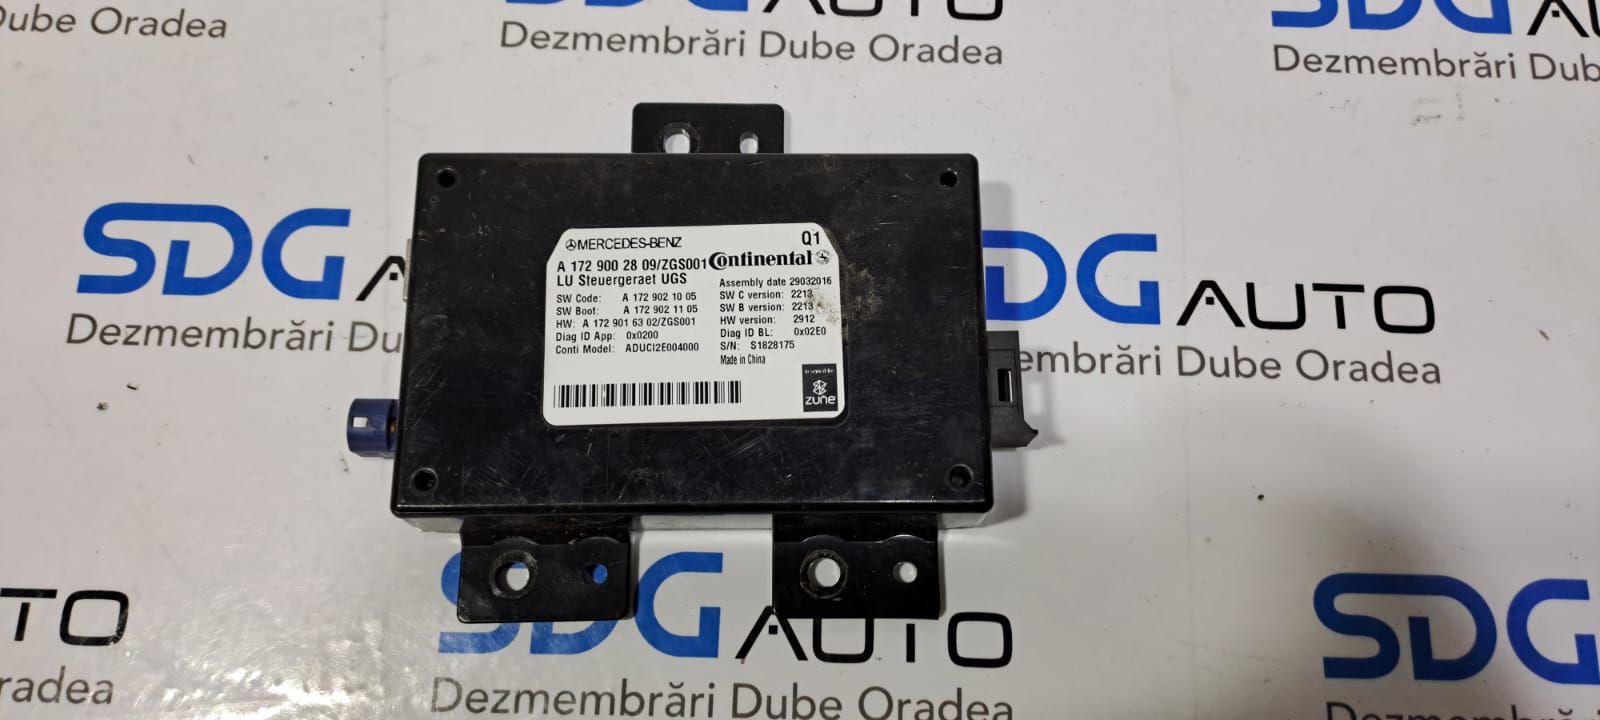 Dube Oradea
SDG AUTO
Dezmembrări Dube Oradea
SDG AU
Dezmembrări Dub
SDG A
Dezmembrări Du
SDG AUTO
embrări Dube Oradea
MERCEDES-BENZ
Q1
A 172 900 28 09/ZGS001
Continental
LU Steuergeraet UGS
SW Code: A 172 902 10 05
SW Boot: A 172 902 11 05
HW: A 172 901 63 02/ZGS001
Diag ID App: 0x0200
Conti Model: ADUCI2E004000
Assembly date 29032016
SW C version: 2213
SW B version: 2213
HW version: 2912
Diag ID BL: 0x02E0
S/N: S1828175
Made in China
zune
TO
radea
SDG AUTO
Dezmembrări Dube Oradea
SDG